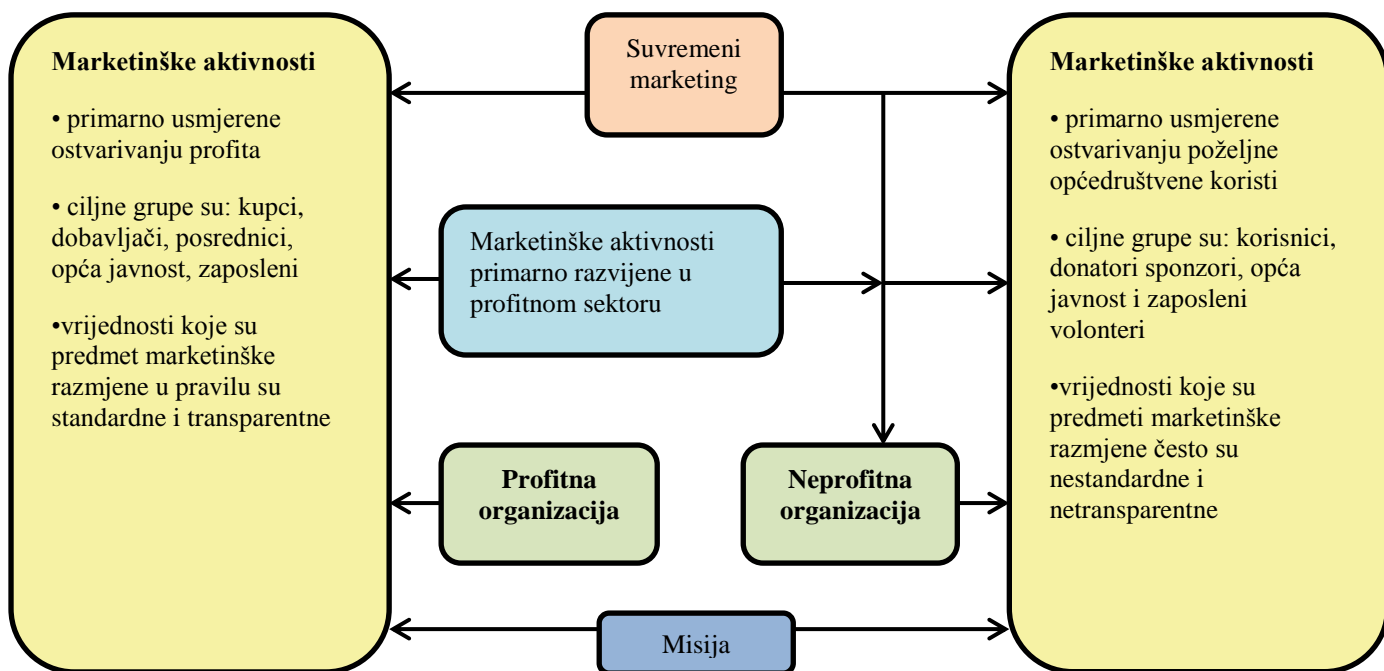 Marketinške aktivnosti
• primarno usmjerene
ostvarivanju profita
• ciljne grupe su: kupci,
dobavljači, posrednici,
opća javnost, zaposleni
•vrijednosti koje su
predmet marketinške
razmjene u pravilu su
standardne i transparentne
Suvremeni
marketing
Marketinške aktivnosti
primarno razvijene u
profitnom sektoru
Profitna
organizacija
Neprofitna
organizacija
Misija
Marketinške aktivnosti
• primarno usmjerene
ostvarivanju poželjne
općedruštvene koristi
• ciljne grupe su: korisnici,
donatori sponzori, opća
javnost i zaposleni
volonteri
•vrijednosti koje su
predmeti marketinške
razmjene često su
nestandardne i
netransparentne